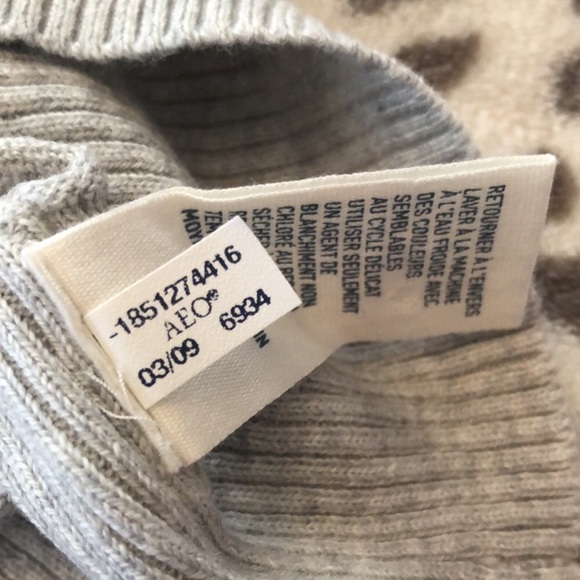 -1851274416
AEO®
03/09 6934
RETOURNER À L'ENVERS
LAVER À LA MACHINE
À L'EAU FROIDE AVEC
DES COULEURS
SEMBLABLES
AU CYCLE DÉLICAT
UTILISER SEULEMENT
UN AGENT DE
BLANCHIMENT NON
CHLORÉ AU
SÉCHER